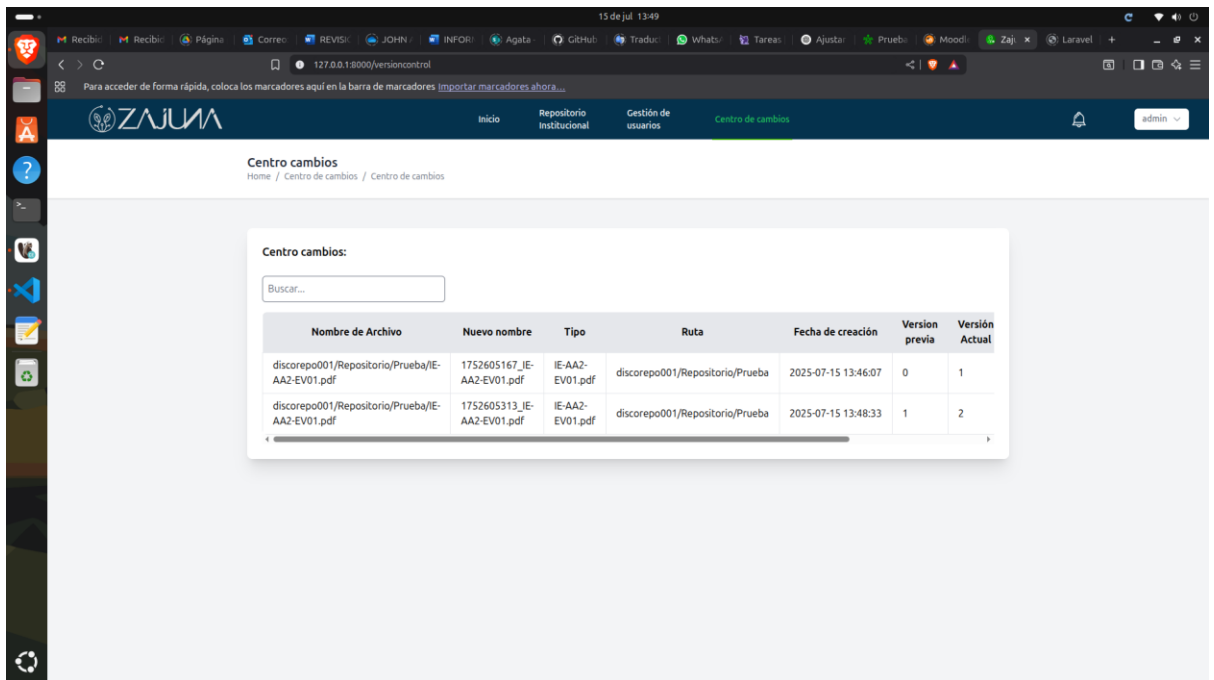 15 de jul 13:49
Recibid Recibid Página Correo REVISIO JOHN INFOR Agata GitHub Traduc Whats Tareas Ajustar Prueba Moodle Zaju Laravel
127.0.0.1:8000/versioncontrol
Para acceder de forma rápida, coloca los marcadores aquí en la barra de marcadores Importar marcadores ahora...
ZAJUNA
Inicio
Repositorio
Institucional
Gestión de
usuarios
Centro de cambios
admin
Centro cambios
Home / Centro de cambios / Centro de cambios
Centro cambios:
Buscar...
Nombre de Archivo Nuevo nombre Tipo Ruta Fecha de creación Version previa Versión Actual
discorepo001/Repositorio/Prueba/IE-
AA2-EV01.pdf
1752605167_IE-
AA2-EV01.pdf
IE-AA2-
EV01.pdf
discorepo001/Repositorio/Prueba
2025-07-15 13:46:07
0
1
discorepo001/Repositorio/Prueba/IE-
AA2-EV01.pdf
1752605313_IE-
AA2-EV01.pdf
IE-AA2-
EV01.pdf
discorepo001/Repositorio/Prueba
2025-07-15 13:48:33
1
2